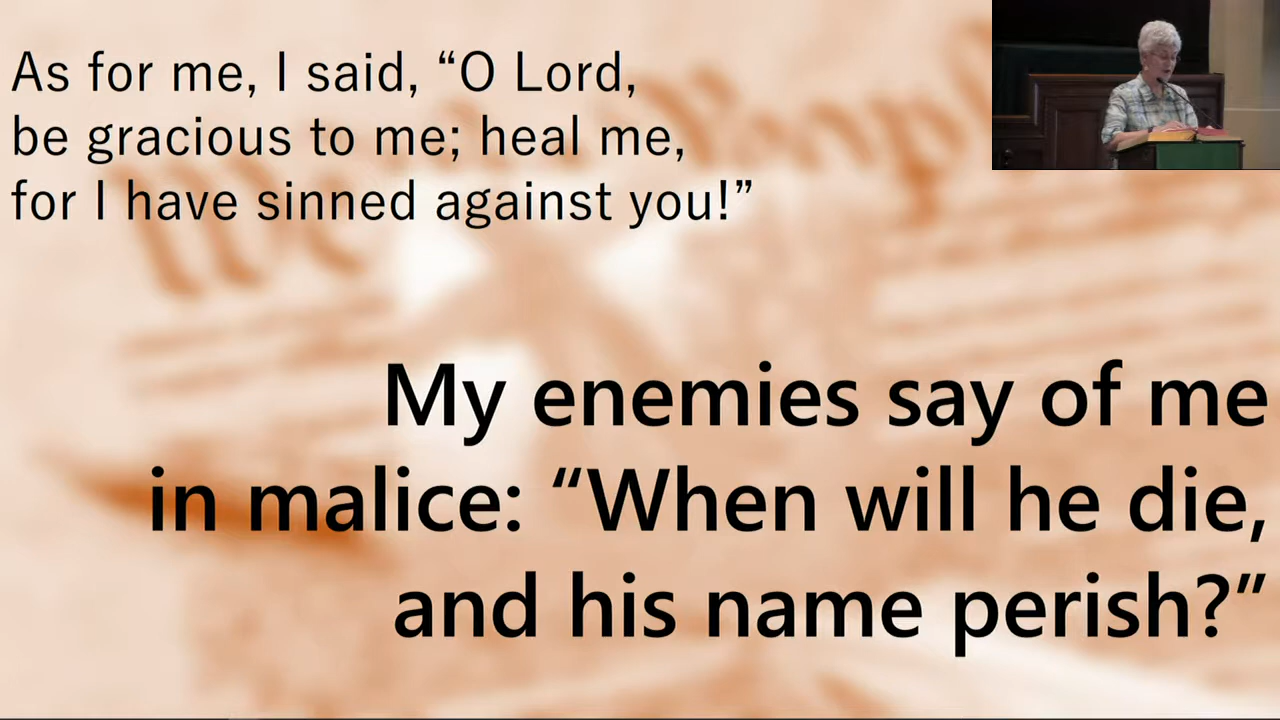 As for me, I said, “O Lord,
be gracious to me; heal me,
for I have sinned against you!”
My enemies say of me
in malice: “When will he die,
and his name perish?”